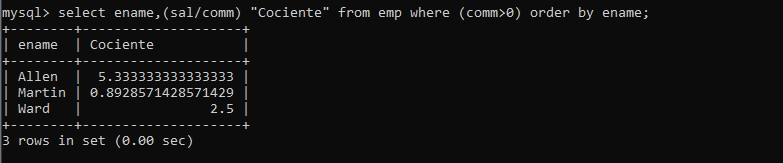 mysql> select ename,(sal/comm) "Cociente" from emp where (comm>0) order by ename;
+--------+--------------------+
| ename  | Cociente           |
+--------+--------------------+
| Allen  |  5.333333333333333 |
| Martin | 0.8928571428571429 |
| Ward   |                2.5 |
+--------+--------------------+
3 rows in set (0.00 sec)